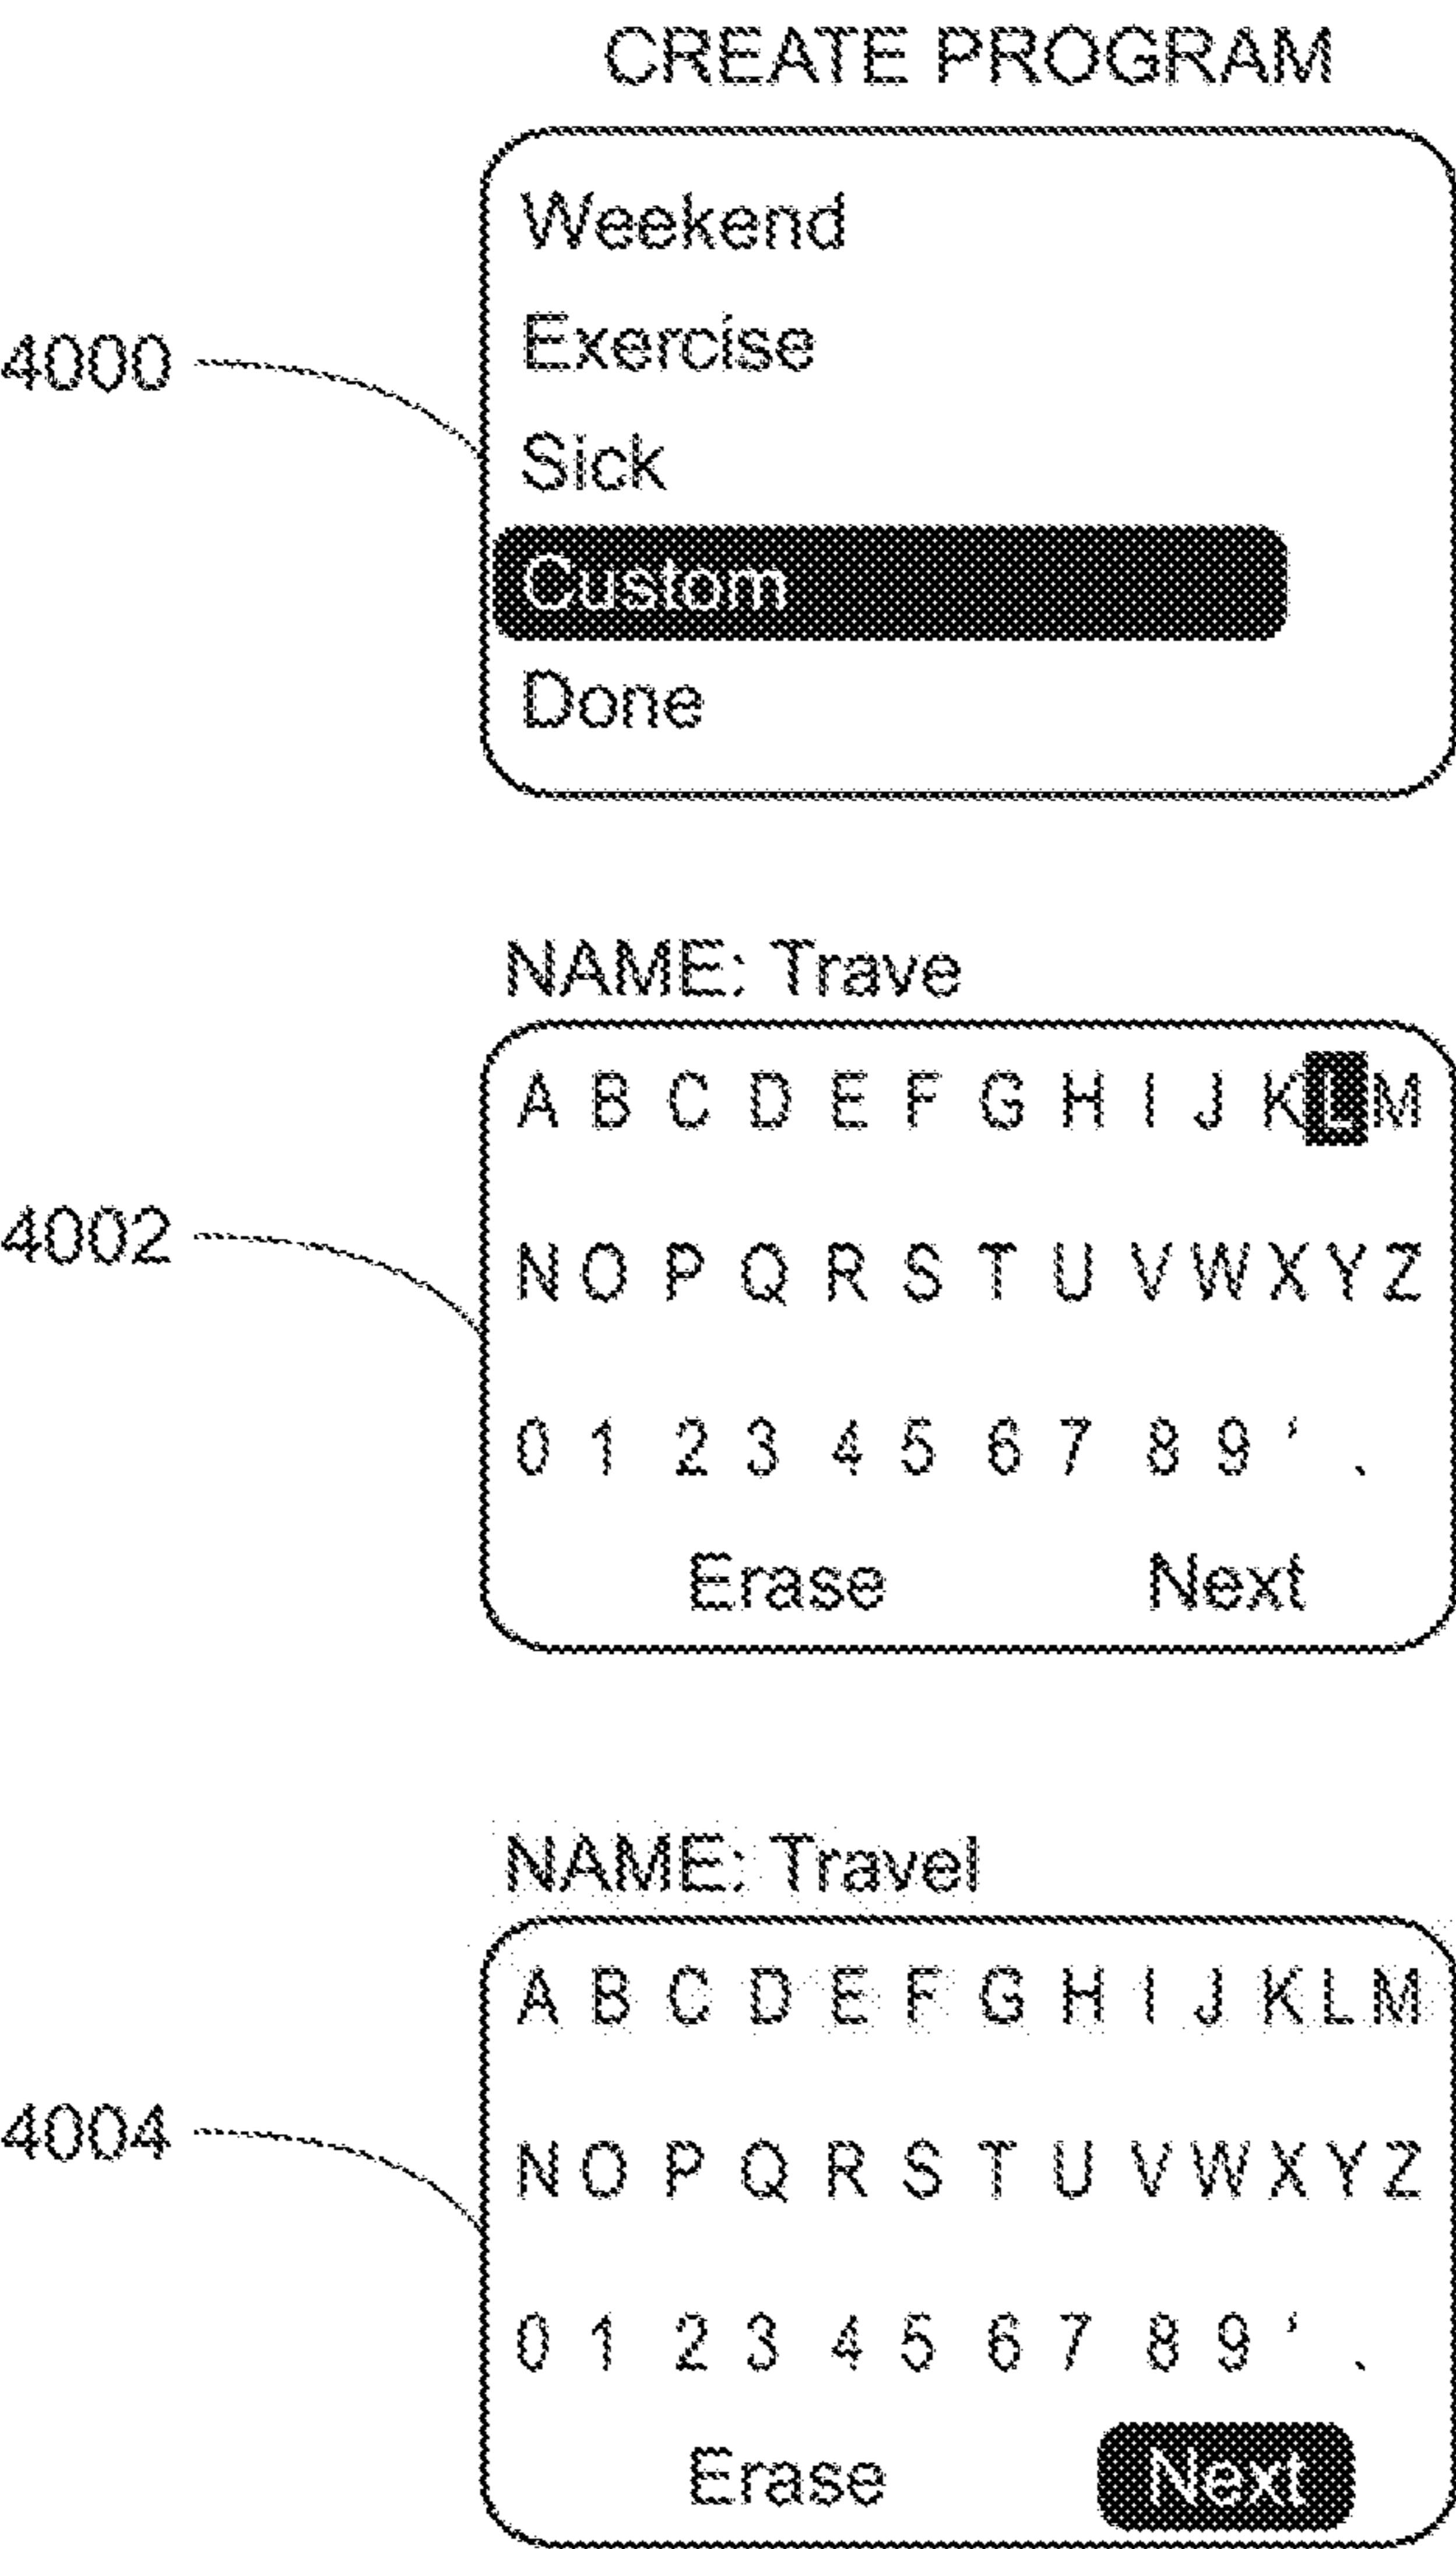 CREATE PROGRAM
Weekend
Exercise
4000
Sick
Custom
Done
NAME: Trave
A B C D E F G H I J K L M
4002
N O P Q R S T U V W X Y Z
0 1 2 3 4 5 6 7 8 9 ' .
Erase Next
NAME: Travel
A B C D E F G H I J K L M
4004
N O P Q R S T U V W X Y Z
0 1 2 3 4 5 6 7 8 9 ' .
Erase Next